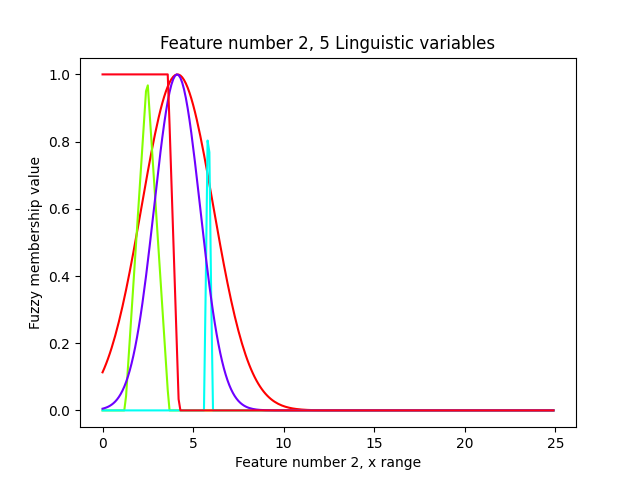 Feature number 2, 5 Linguistic variables
1.0
0.8
0.6
0.4
0.2
0.0
Fuzzy membership value
0 5 10 15 20 25
Feature number 2, x range